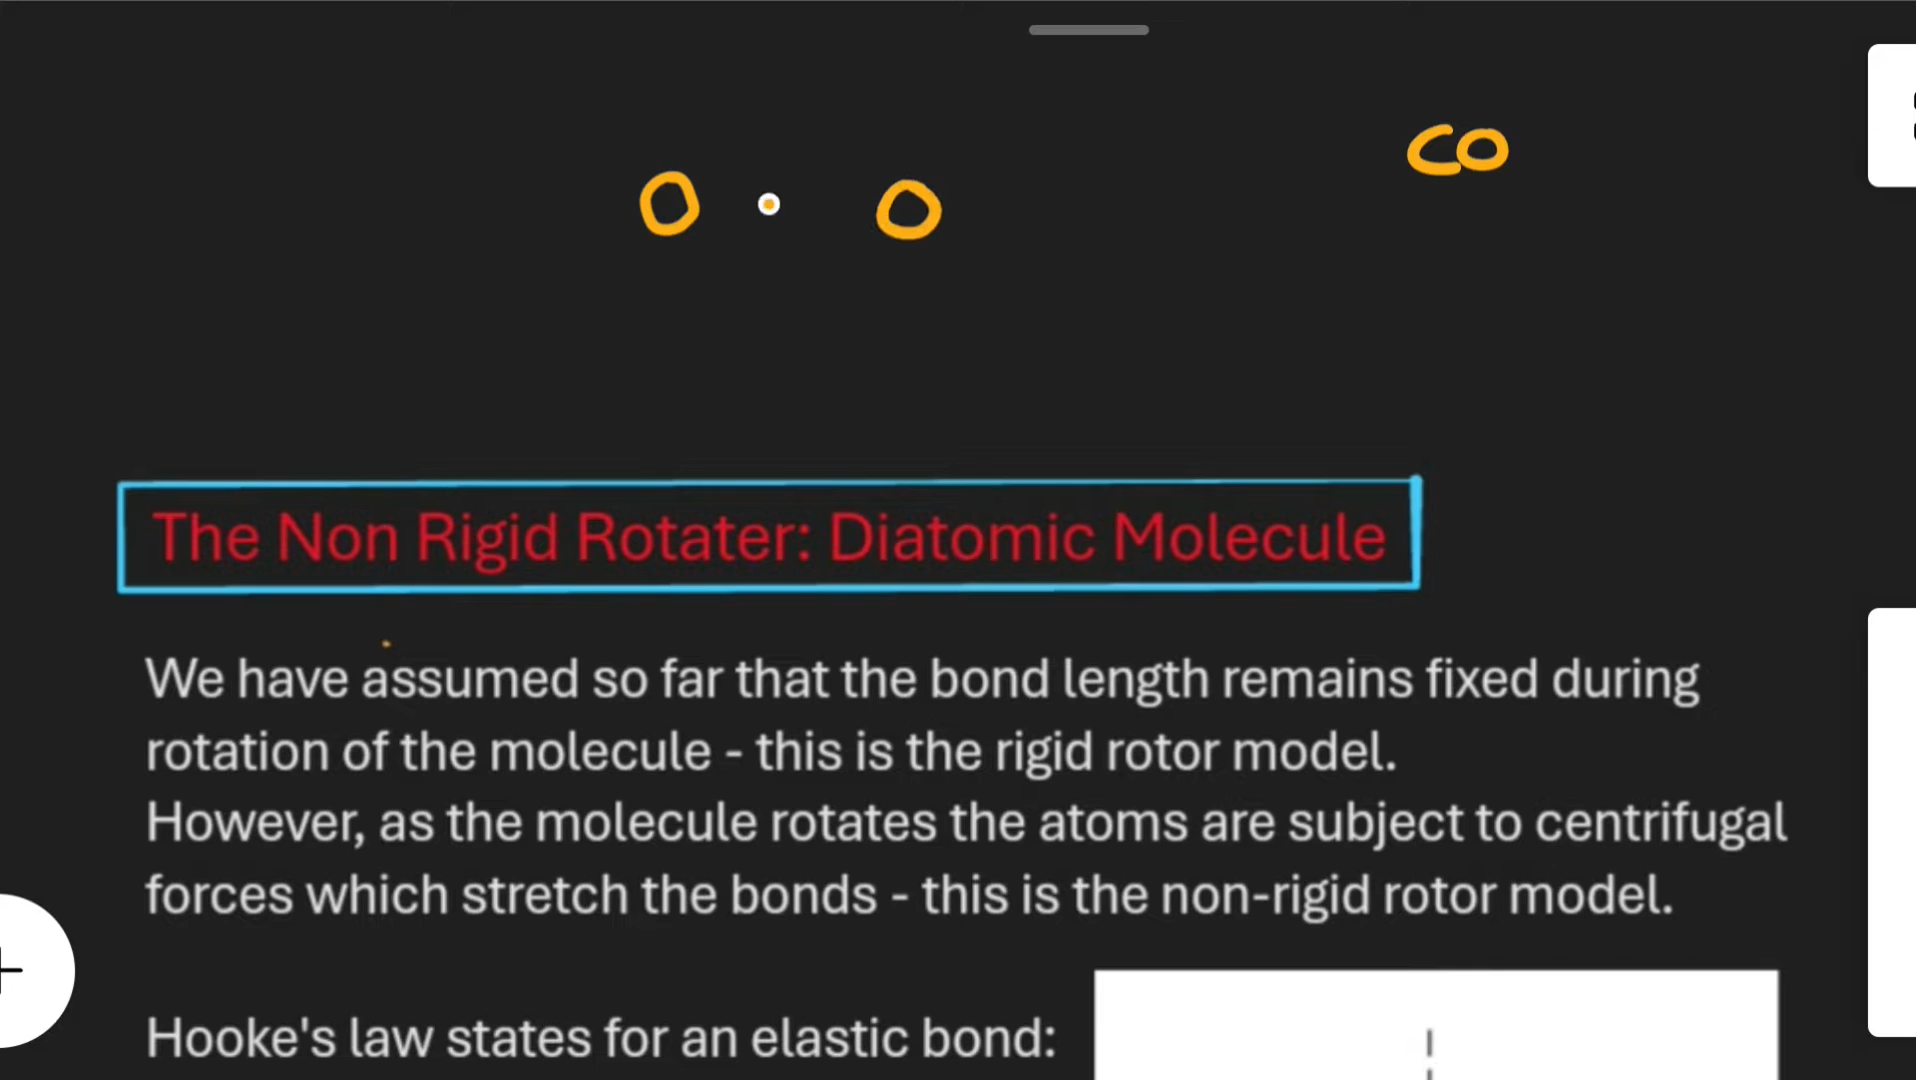 CO
The Non Rigid Rotater: Diatomic Molecule
We have assumed so far that the bond length remains fixed during
rotation of the molecule - this is the rigid rotor model.
However, as the molecule rotates the atoms are subject to centrifugal
forces which stretch the bonds - this is the non-rigid rotor model.
Hooke's law states for an elastic bond: